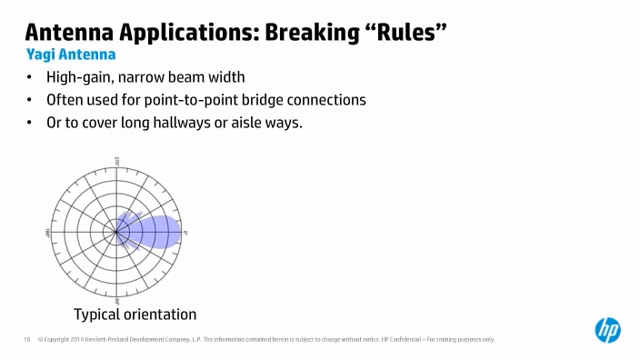 Antenna Applications: Breaking “Rules”
Yagi Antenna
• High-gain, narrow beam width
• Often used for point-to-point bridge connections
• Or to cover long hallways or aisle ways.
Typical orientation
16 © Copyright 2014 Hewlett-Packard Development Company, L.P. The information contained herein is subject to change without notice. HP Confidential – For training purposes only.
hp